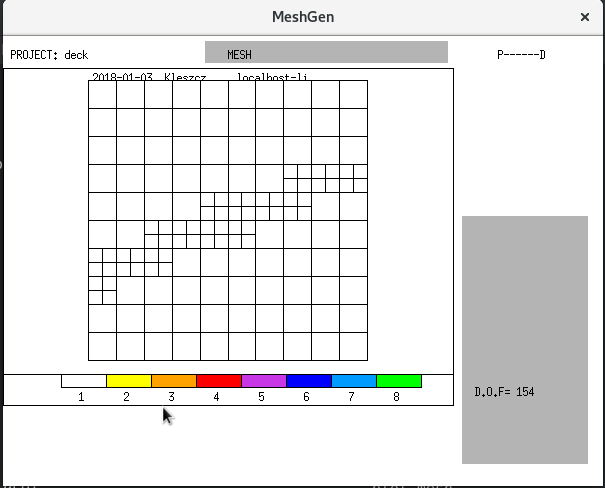 MeshGen ×
PROJECT: deck MESH P------D
2018-01-03 Kleszcz localhost-li
D.O.F= 154
1 2 3 4 5 6 7 8